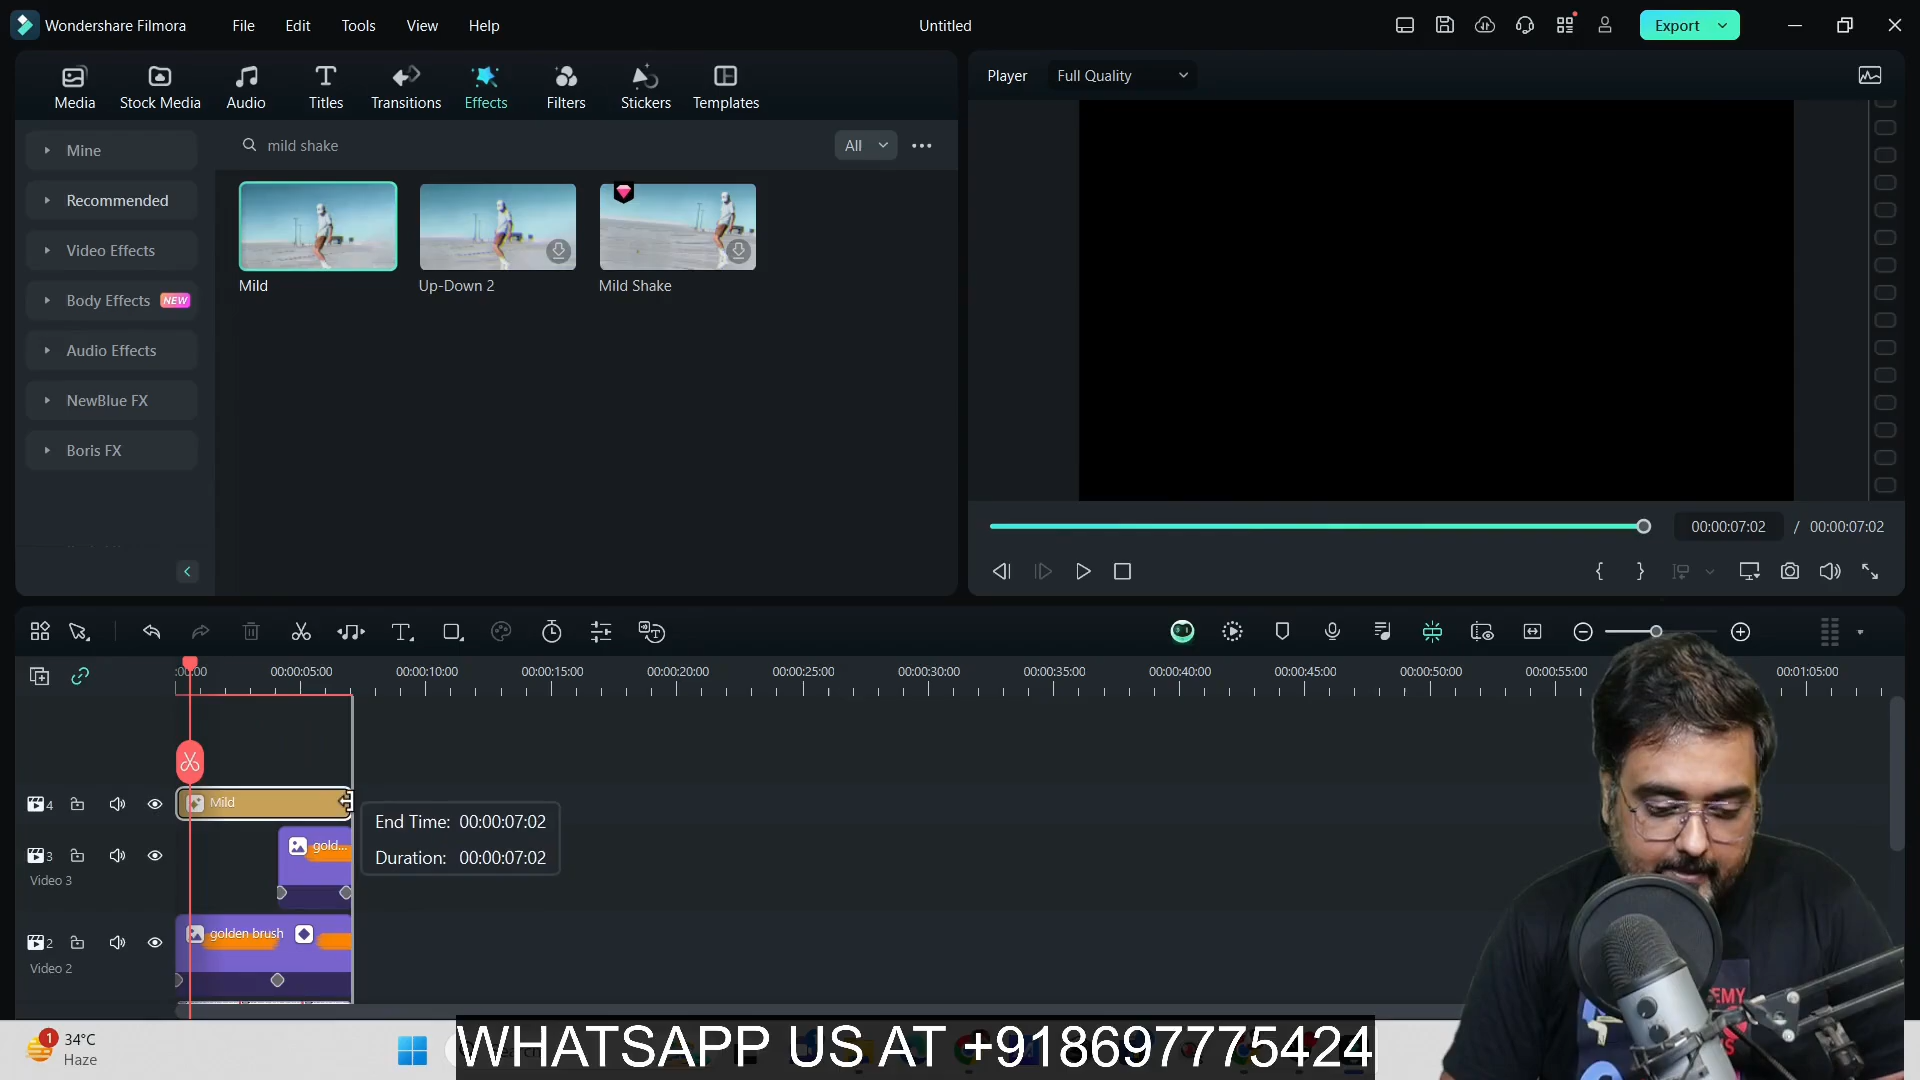 Wondershare Filmora
File
Edit
Tools
View
Help
Untitled
Export
Media
Stock Media
Audio
Titles
Transitions
Effects
Filters
Stickers
Templates
Player
Full Quality
Mine
Recommended
Video Effects
Body Effects NEW
Audio Effects
NewBlue FX
Boris FX
mild shake
All
Mild
Up-Down 2
Mild Shake
00:00:07:02 / 00:00:07:02
:00:00
00:00:05:00
00:00:10:00
00:00:15:00
00:00:20:00
00:00:25:00
00:00:30:00
00:00:35:00
00:00:40:00
00:00:45:00
00:00:50:00
00:00:55:00
00:01:05:00
4
Mild
End Time: 00:00:07:02
Duration: 00:00:07:02
3
Video 3
gold...
2
Video 2
golden brush
1
34°C
Haze
WHATSAPP US AT +918697775424
EMY